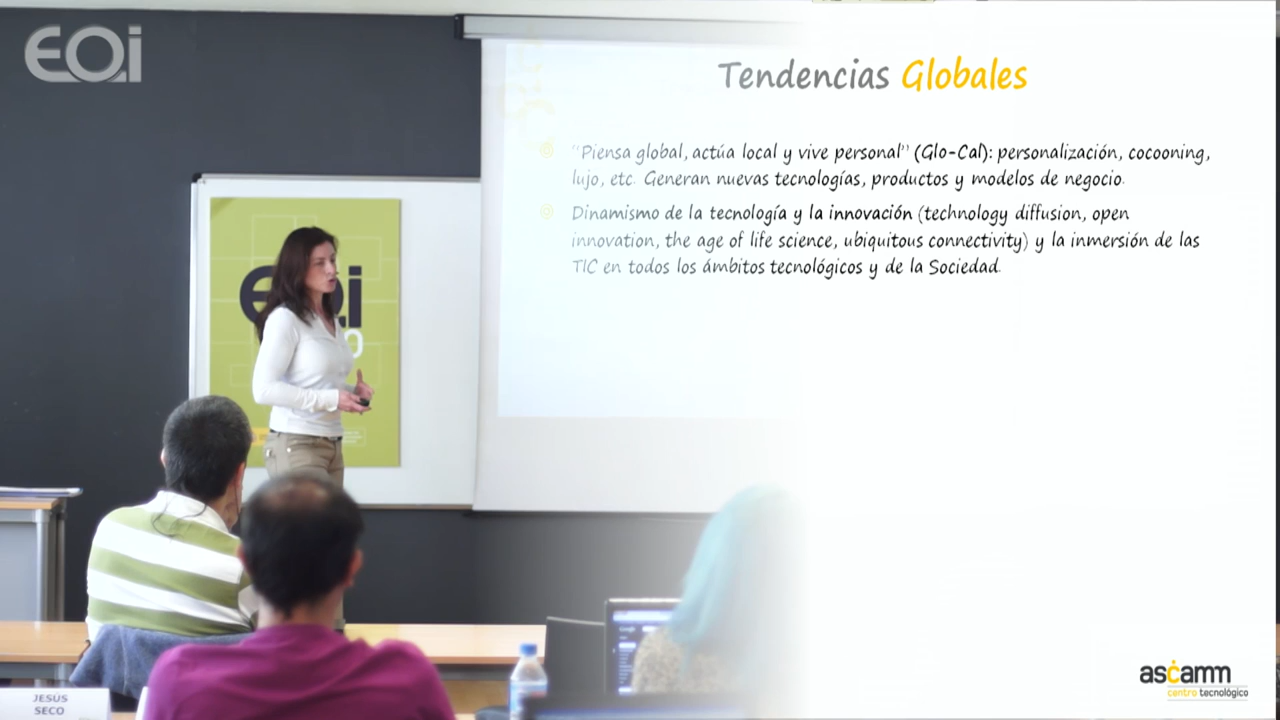 EOi
Tendencias Globales
"Piensa global, actúa local y vive personal" (Glo-Cal): personalización, cocooning,
lujo, etc. Generan nuevas tecnologías, productos y modelos de negocio.
Dinamismo de la tecnología y la innovación (technology diffusion, open
innovation, the age of life science, ubiquitous connectivity) y la inmersión de las
TIC en todos los ámbitos tecnológicos y de la Sociedad.
ascamm
centro tecnológico
JESÚS
SECO